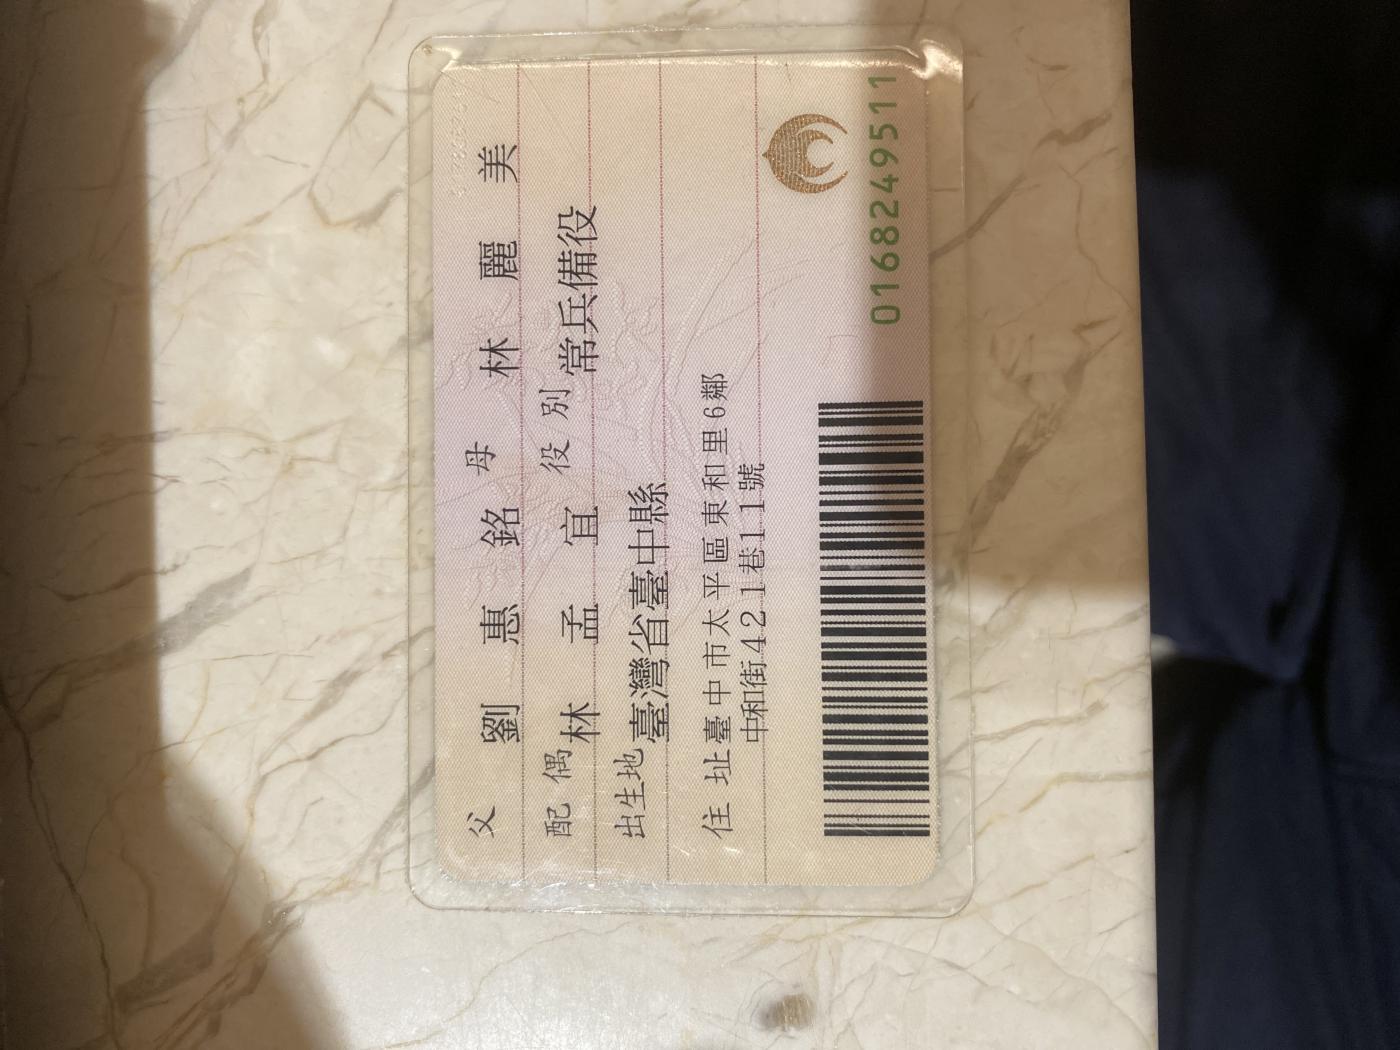 父 劉惠銘 母 林麗美
配偶 林孟宜 役別 常兵備役
出生地 臺灣省臺中縣
住址 臺中市太平區東和里6鄰
中和街421巷11號
0168249511